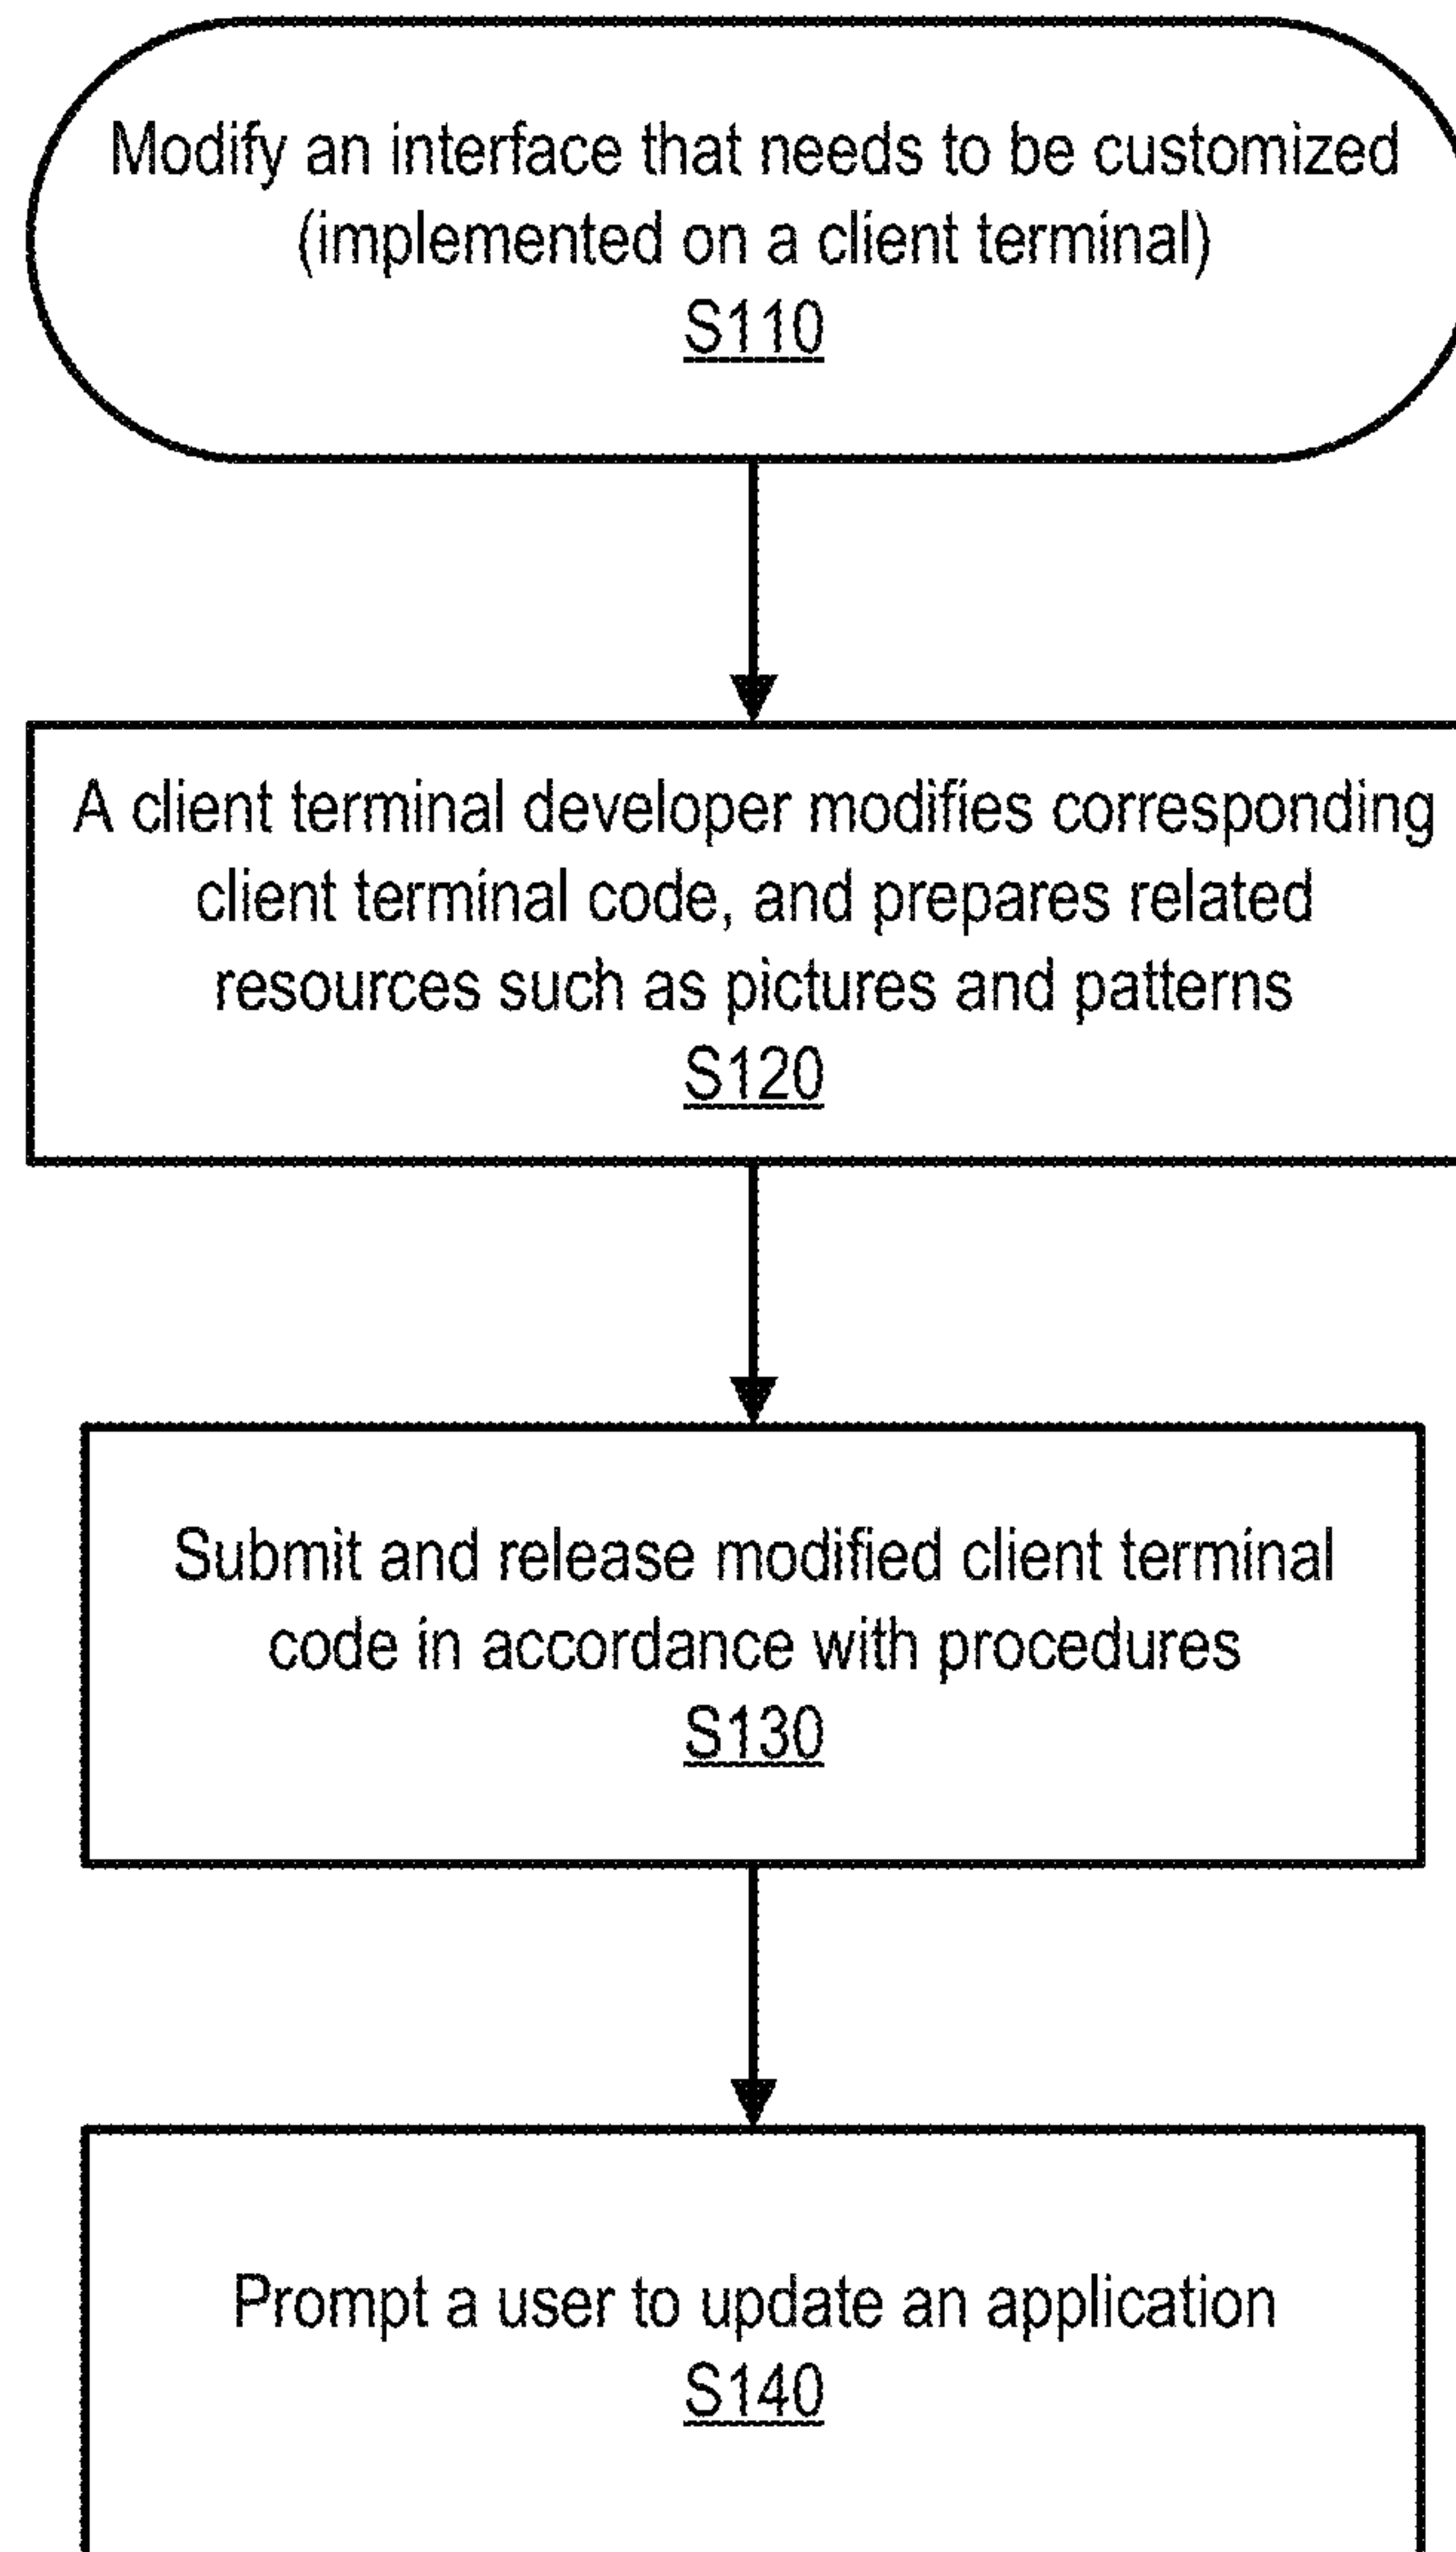 Modify an interface that needs to be customized
(implemented on a client terminal)
S110
A client terminal developer modifies corresponding
client terminal code, and prepares related
resources such as pictures and patterns
S120
Submit and release modified client terminal
code in accordance with procedures
S130
Prompt a user to update an application
S140